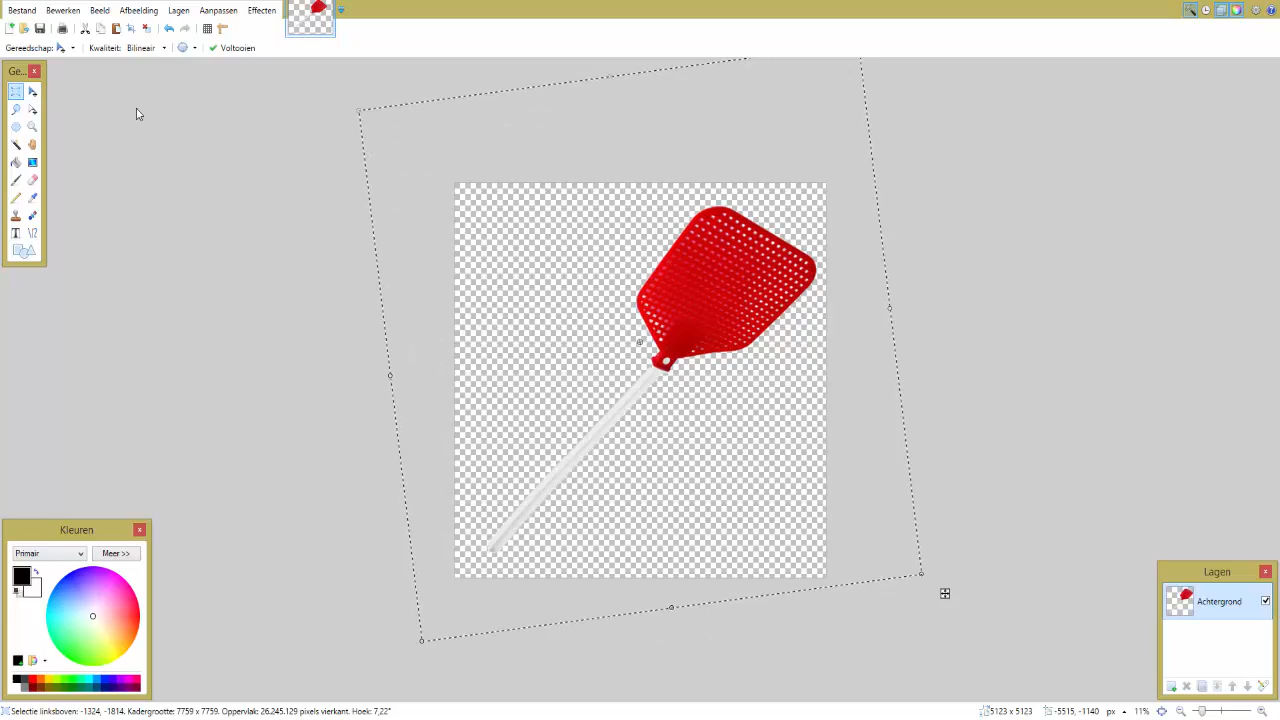 Bestand Bewerken Beeld Afbeelding Lagen Aanpassen Effecten
Gereedschap: Kwaliteit: Bilineair Voltooien
Ge...
Kleuren
Primair Meer >>
Lagen
Achtergrond
Selectie linksboven: -1324, -1814. Kadergrootte: 7759 x 7759. Oppervlak: 26.245.129 pixels vierkant. Hoek: 7,22° 5123 x 5123 -5515, -1140 px 11%